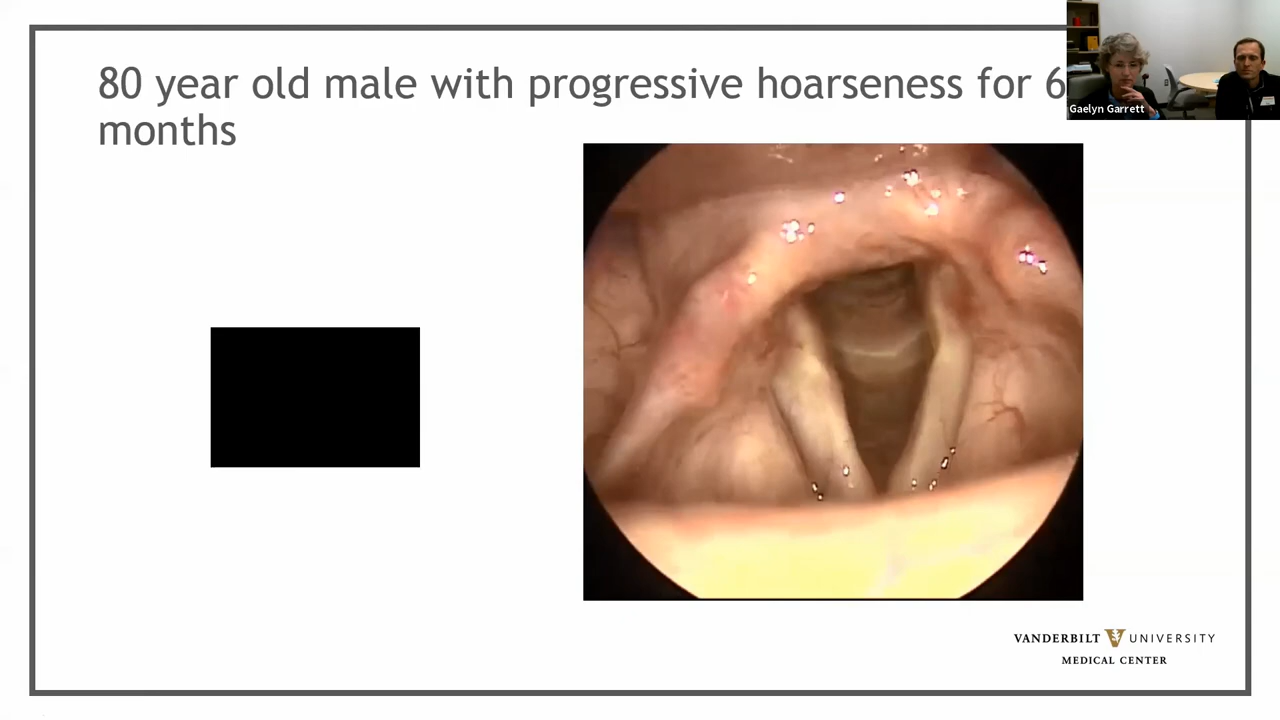 80 year old male with progressive hoarseness for 6
months
Gaelyn Garrett
VANDERBILT UNIVERSITY
MEDICAL CENTER